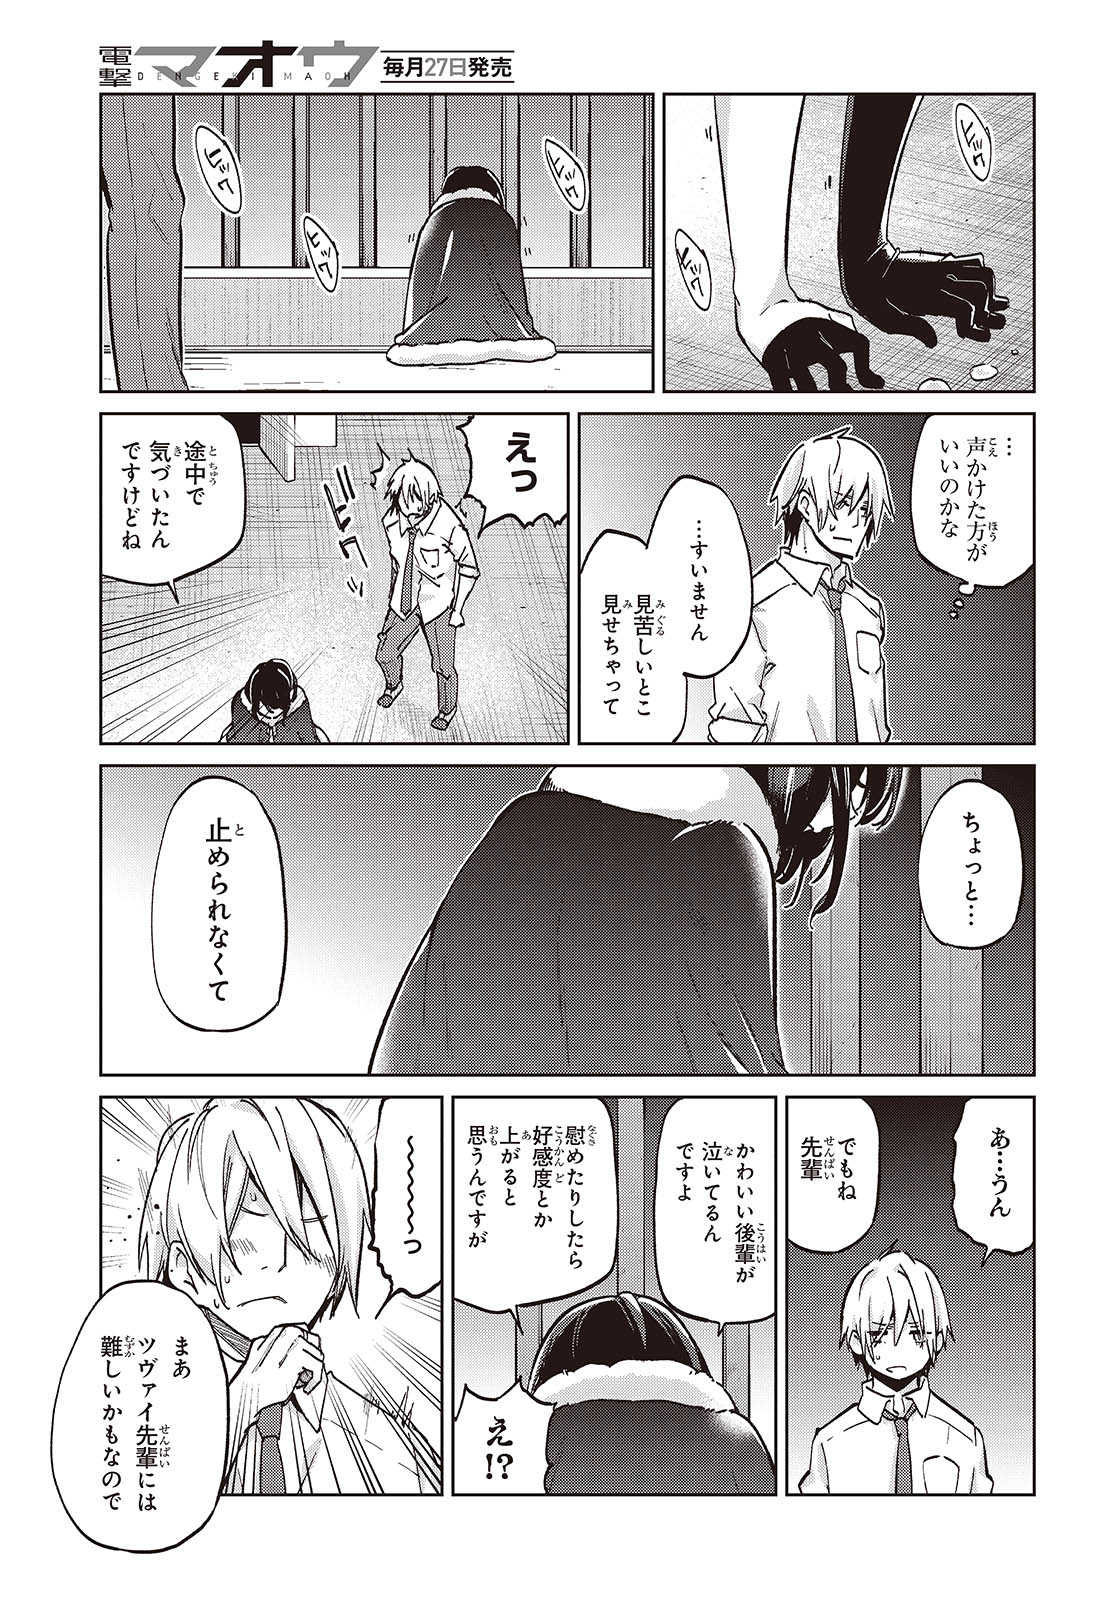 電撃マオウ
DENGEKI MAOH
毎月27日発売
ヒック
ヒック
ヒック
ヒック
ヒック
…
声かけた方が
いいのかな
…すいません
見苦しいとこ
見せちゃって
えっ
ドキッ
途中で
気づいたん
ですけどね
ちょっと…
止められなくて
あ…うん
でもね
先輩
かわいい後輩が
泣いてるん
ですよ
慰めたりしたら
好感度とか
上がると
思うんですが
え!?
〜〜〜〜っ
まあ
ツヴァイ先輩には
難しいかもなので